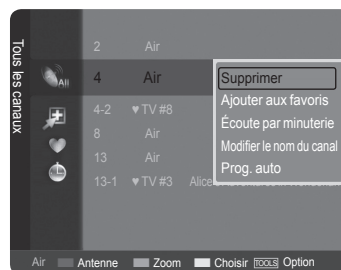 Tous les canaux
2 Air
All
4 Air
4-2 ♥ TV #8
8 Air
13 Air
13-1 ♥ TV #3 Alice
Supprimer
Ajouter aux favoris
Écoute par minuterie
Modifier le nom du canal
Prog. auto
Air Antenne Zoom Choisir TOOLS Option